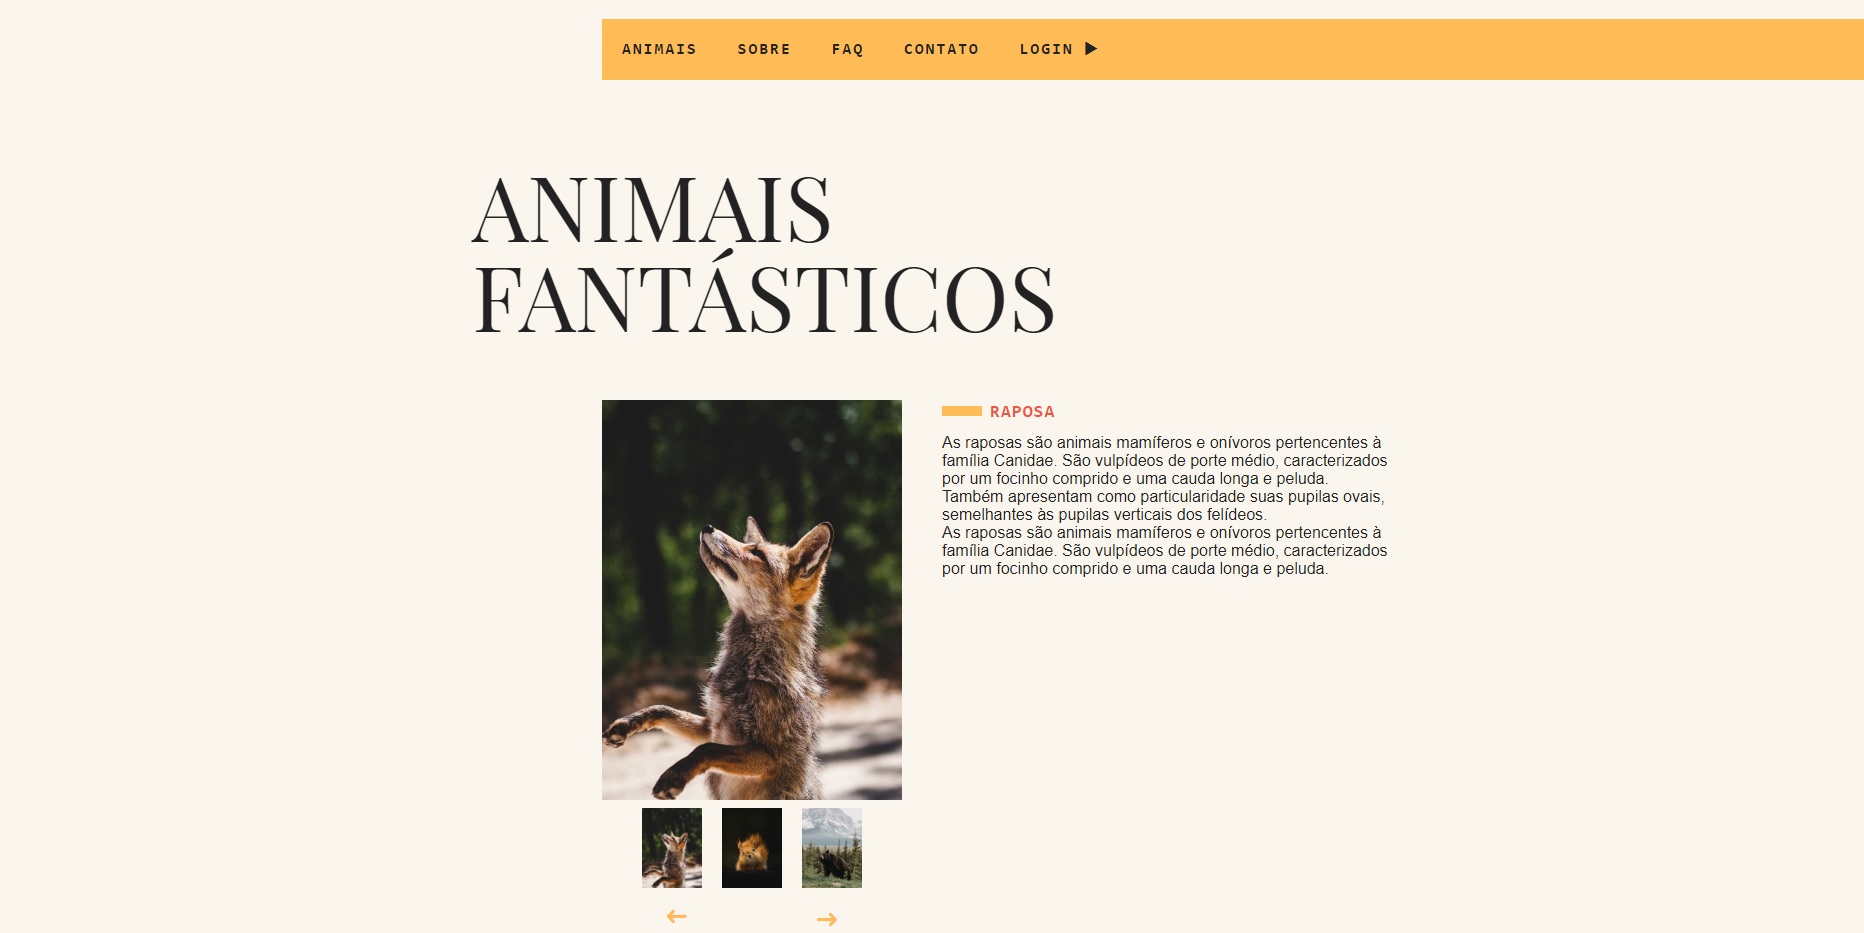 ANIMAIS SOBRE FAQ CONTATO LOGIN
ANIMAIS
FANTÁSTICOS
RAPOSA
As raposas são animais mamíferos e onívoros pertencentes à
família Canidae. São vulpídeos de porte médio, caracterizados
por um focinho comprido e uma cauda longa e peluda.
Também apresentam como particularidade suas pupilas ovais,
semelhantes às pupilas verticais dos felídeos.
As raposas são animais mamíferos e onívoros pertencentes à
família Canidae. São vulpídeos de porte médio, caracterizados
por um focinho comprido e uma cauda longa e peluda.